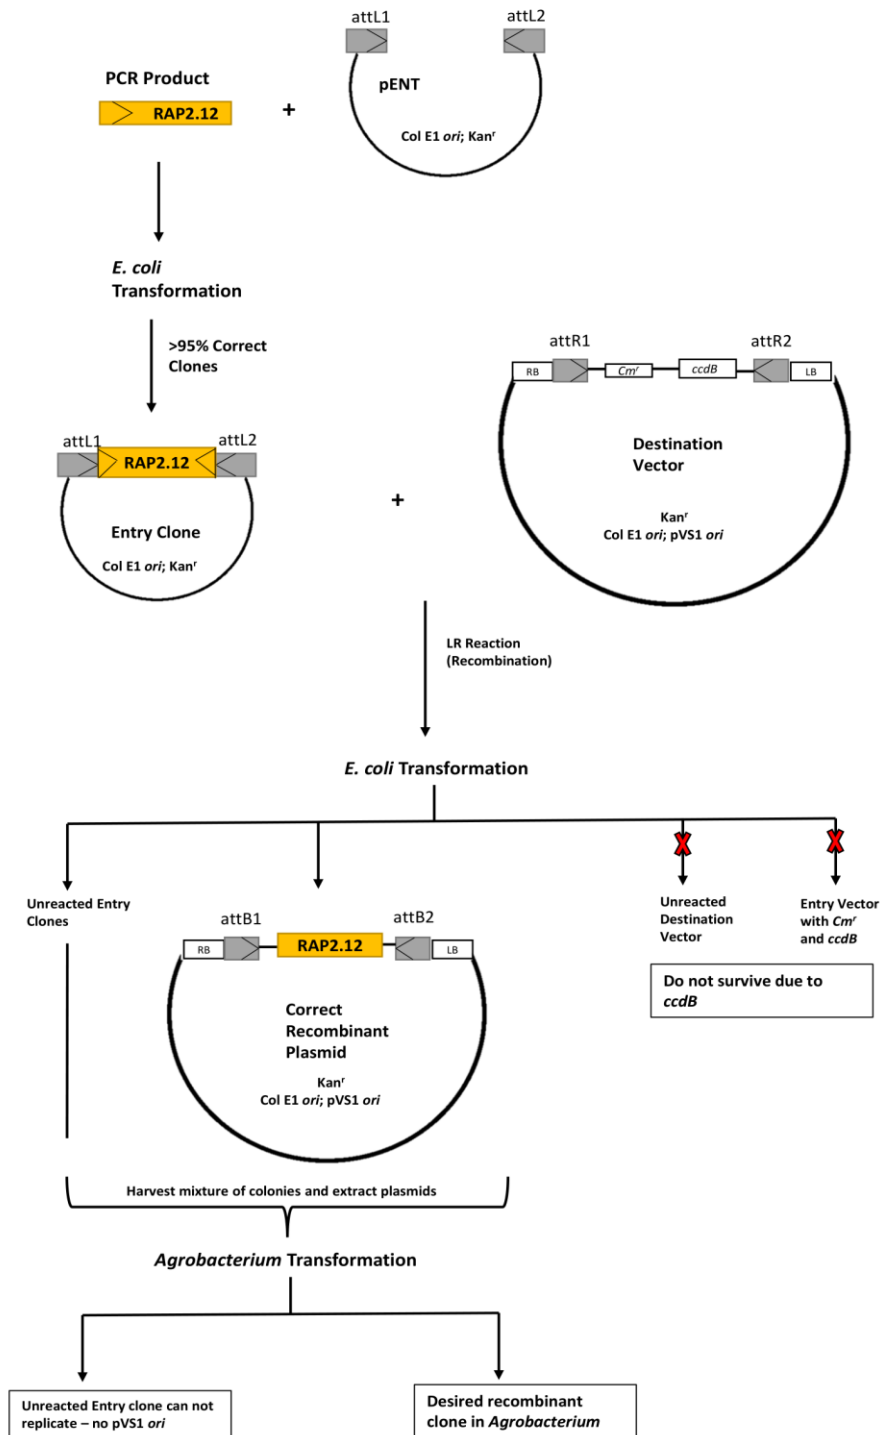 attL1
attL2
PCR Product
RAP2.12
+
pENT
Col E1 ori; Kanʳ
E. coli
Transformation
>95% Correct
Clones
attR1
attR2
RB
Cmʳ
ccdB
LB
attL1
attL2
RAP2.12
Destination
Vector
+
Entry Clone
Kanʳ
Col E1 ori; pVS1 ori
Col E1 ori; Kanʳ
LR Reaction
(Recombination)
E. coli Transformation
Unreacted Entry
Clones
attB1
attB2
RB
RAP2.12
LB
Unreacted
Destination
Vector
Entry Vector
with Cmʳ
and ccdB
Do not survive due to
ccdB
Correct
Recombinant
Plasmid
Kanʳ
Col E1 ori; pVS1 ori
Harvest mixture of colonies and extract plasmids
Agrobacterium Transformation
Unreacted Entry clone can not
replicate – no pVS1 ori
Desired recombinant
clone in Agrobacterium